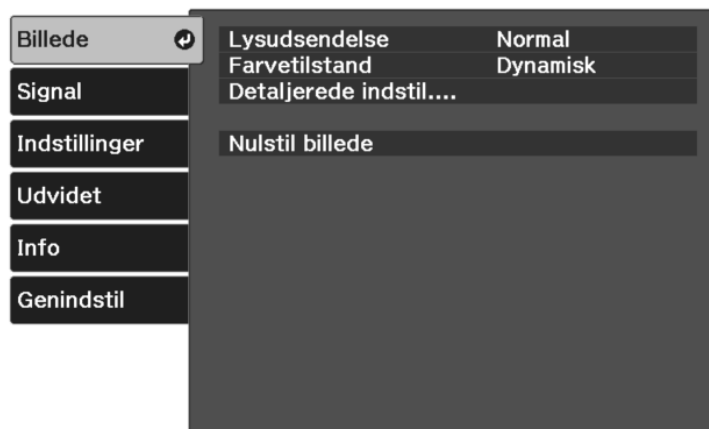 Billede
Signal
Indstillinger
Udvidet
Info
Genindstil
Lysudsendelse Normal
Farvetilstand Dynamisk
Detaljerede indstil....
Nulstil billede